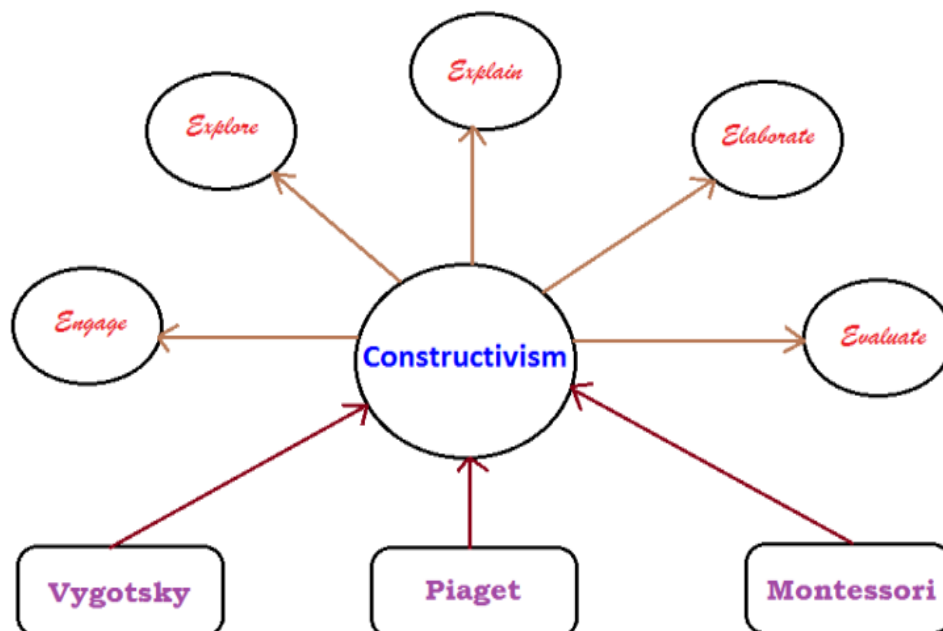 Explain
Explore
Elaborate
Engage
Evaluate
Constructivism
Vygotsky
Piaget
Montessori